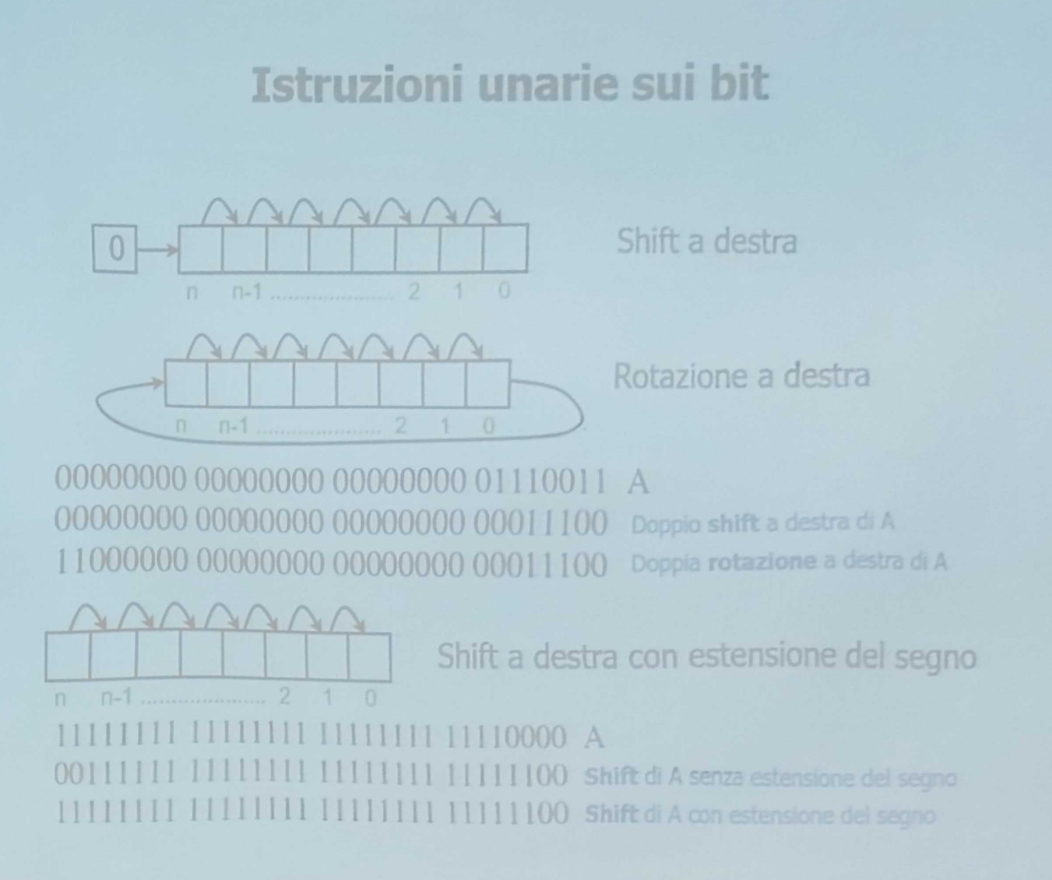 Istruzioni unarie sui bit
0
Shift a destra
n n-1 .................... 2 1 0
Rotazione a destra
n n-1 .................... 2 1 0
00000000 00000000 00000000 01110011 A
00000000 00000000 00000000 00011100 Doppio shift a destra di A
11000000 00000000 00000000 00011100 Doppia rotazione a destra di A
Shift a destra con estensione del segno
n n-1 .................... 2 1 0
11111111 11111111 11111111 11110000 A
00111111 11111111 11111111 11111100 Shift di A senza estensione del segno
11111111 11111111 11111111 11111100 Shift di A con estensione del segno